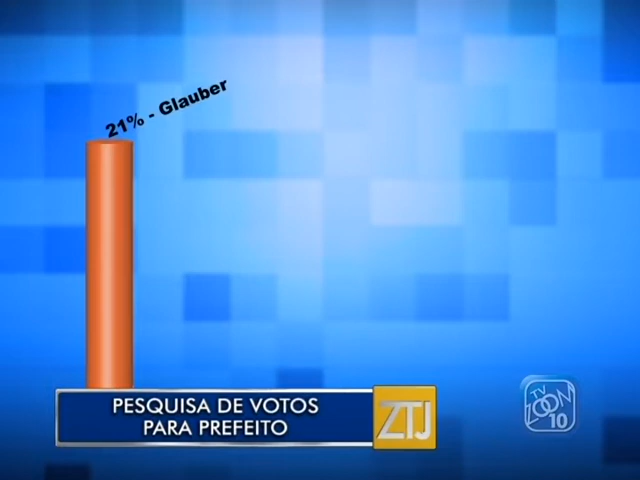 21% - Glauber
PESQUISA DE VOTOS
PARA PREFEITO
ZTJ
TV
ZOOM
10